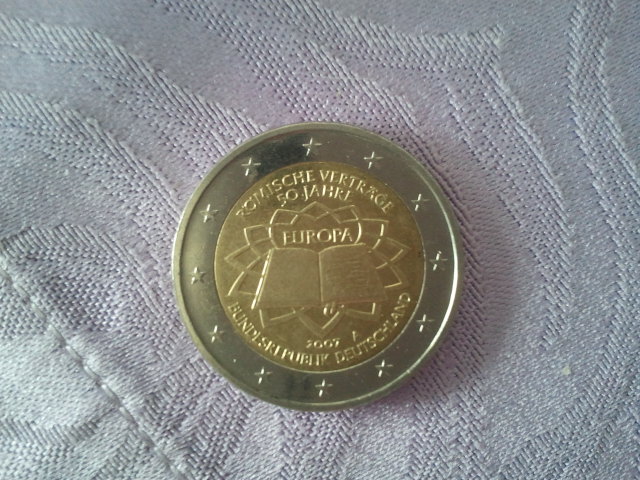 RÖMISCHE VERTRÄGE
50 JAHRE
EUROPA
2007 A
BUNDESREPUBLIK DEUTSCHLAND